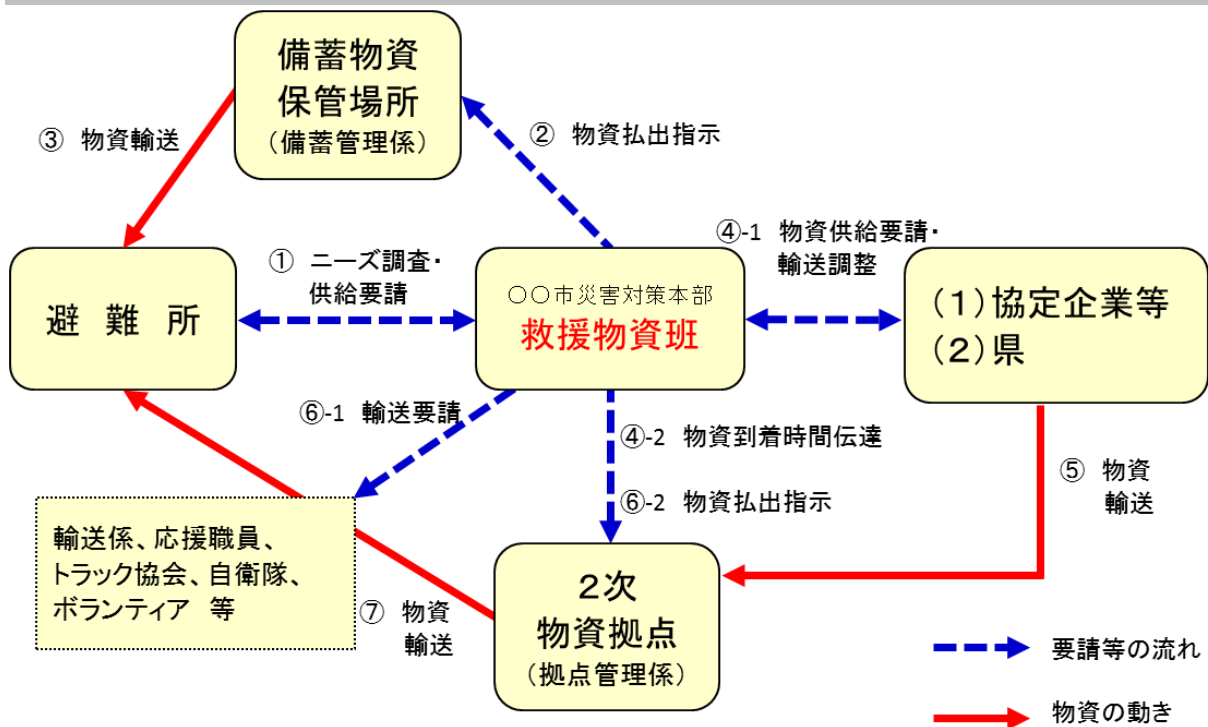 備蓄物資
保管場所
(備蓄管理係)
③ 物資輸送
② 物資払出指示
① ニーズ調査・
供給要請
④-1 物資供給要請・
輸送調整
避 難 所
〇〇市災害対策本部
救援物資班
(1)協定企業等
(2)県
⑥-1 輸送要請
④-2 物資到着時間伝達
⑥-2 物資払出指示
⑤ 物資
輸送
輸送係、応援職員、
トラック協会、自衛隊、
ボランティア 等
⑦ 物資
輸送
2次
物資拠点
(拠点管理係)
要請等の流れ
物資の動き